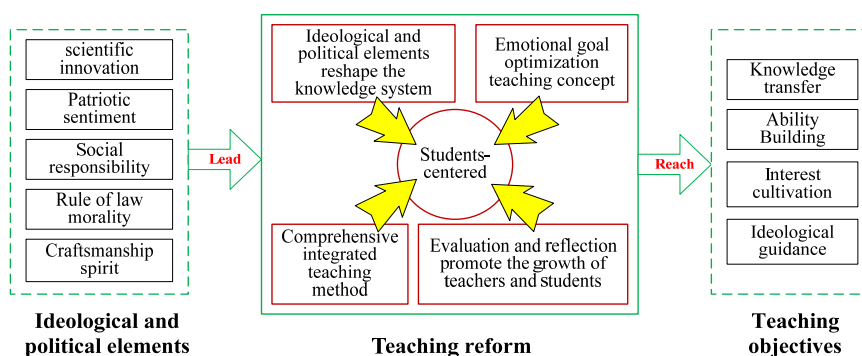 scientific
innovation
Patriotic
sentiment
Social
responsibility
Rule of law
morality
Craftsmanship
spirit
Ideological and
political elements
Lead
Ideological and
political elements
reshape the
knowledge system
Emotional goal
optimization
teaching concept
Students-
centered
Comprehensive
integrated
teaching
method
Evaluation and reflection
promote the growth of
teachers and students
Teaching reform
Reach
Knowledge
transfer
Ability
Building
Interest
cultivation
Ideological
guidance
Teaching
objectives